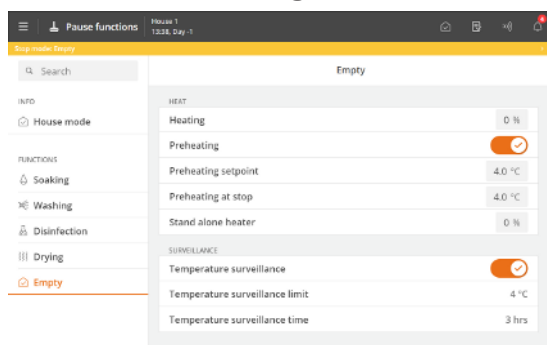 Pause functions
House 1
13:38, Day -1
Stop mode: Empty
Search
Empty
INFO
House mode
FUNCTIONS
Soaking
Washing
Disinfection
Drying
Empty
HEAT
Heating 0 %
Preheating
Preheating setpoint 4.0 °C
Preheating at stop 4.0 °C
Stand alone heater 0 %
SURVEILLANCE
Temperature surveillance
Temperature surveillance limit 4 °C
Temperature surveillance time 3 hrs